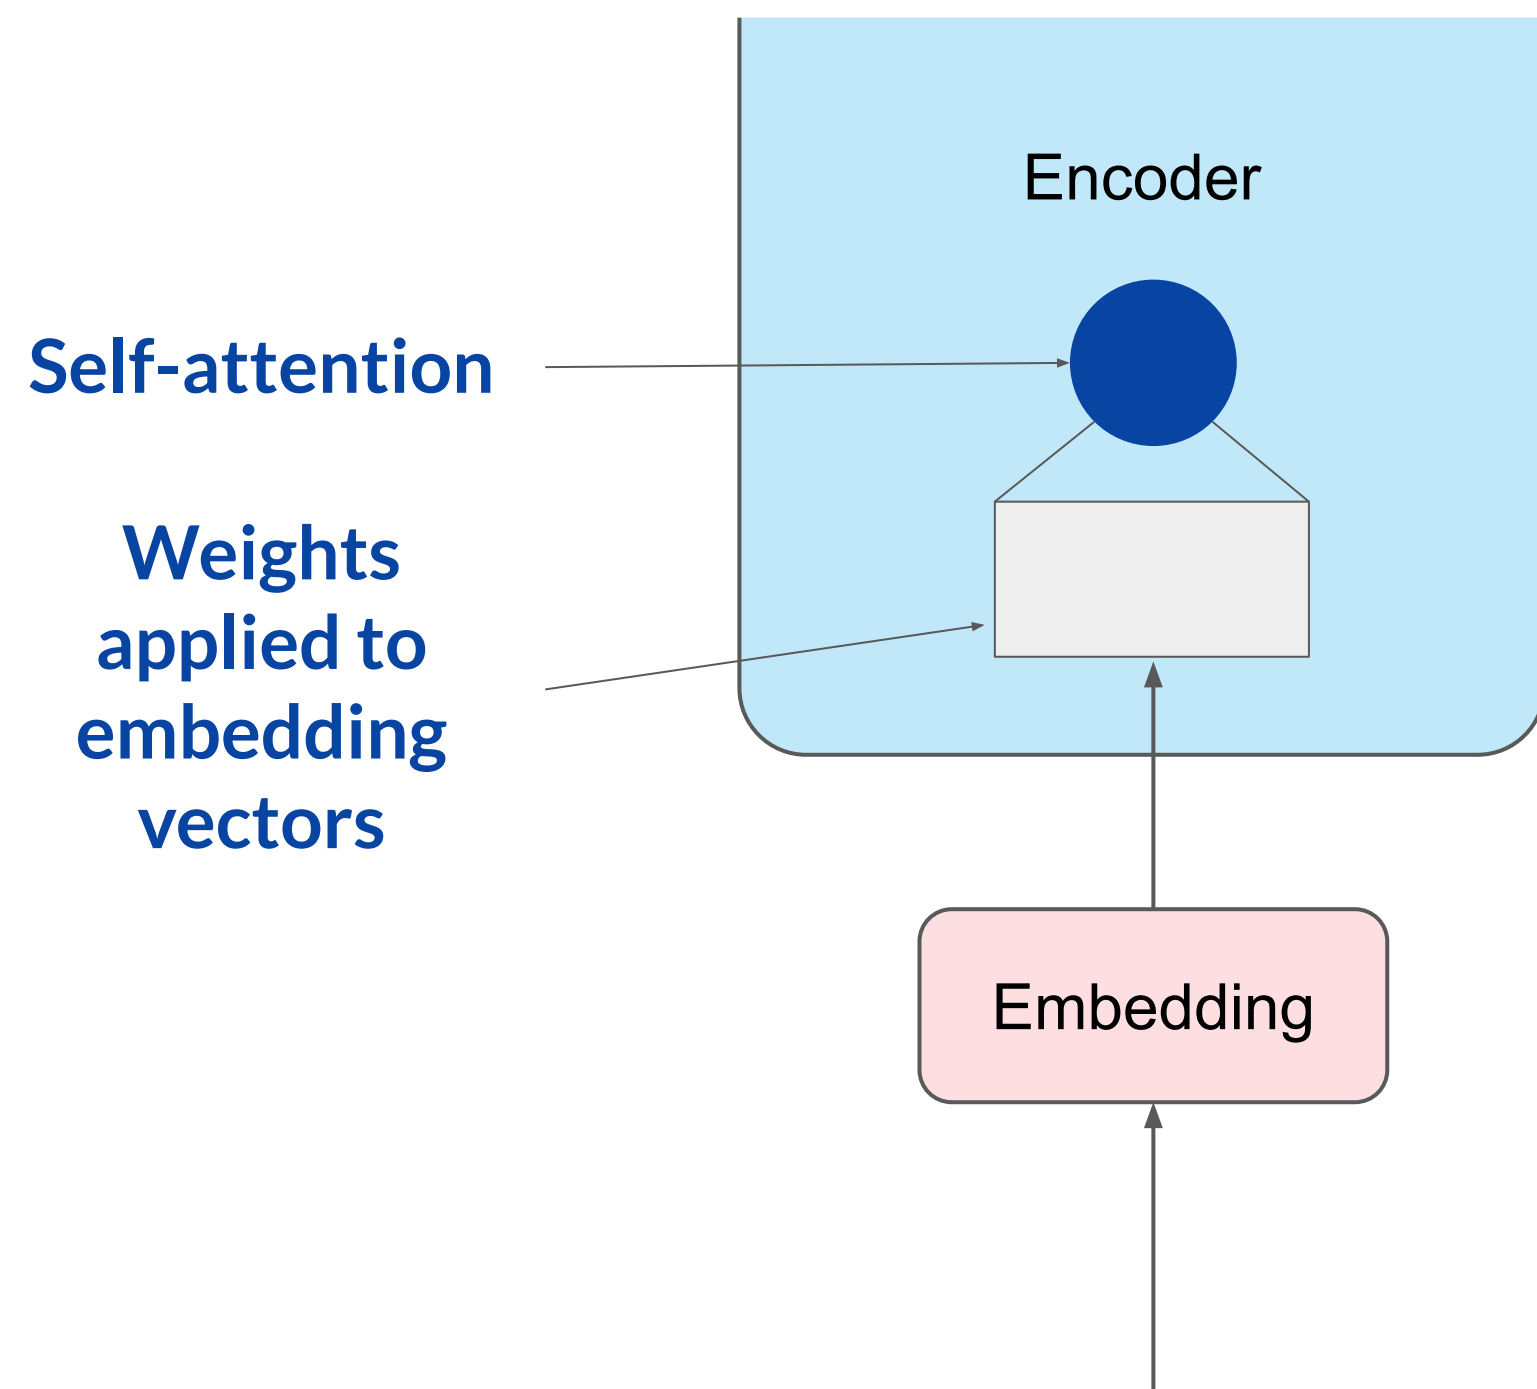 Encoder
Self-attention
Weights
applied to
embedding
vectors
Embedding